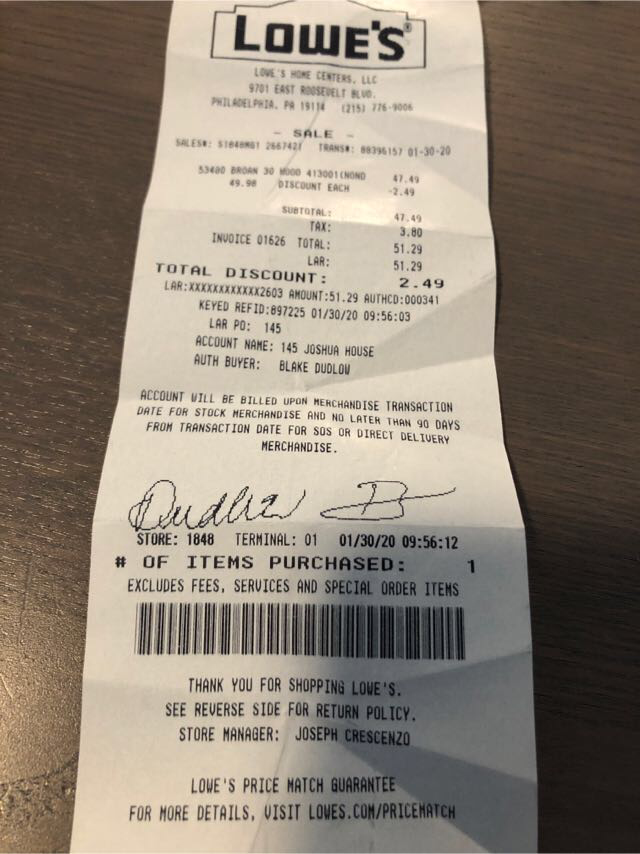 LOWE'S®
LOWE'S HOME CENTERS, LLC
9701 EAST ROOSEVELT BLVD.
PHILADELPHIA, PA 19114 (215) 776-9006
- SALE -
SALES#: S1848MG1 2667421 TRANS#: 88396157 01-30-20
53400 BROAN 30 WOOD 413001(NOND 47.49
49.98 DISCOUNT EACH -2.49
SUBTOTAL: 47.49
TAX: 3.80
INVOICE 01626 TOTAL: 51.29
LAR: 51.29
TOTAL DISCOUNT: 2.49
LAR:XXXXXXXXXXXX2603 AMOUNT:51.29 AUTHCD:000341
KEYED REFID:897225 01/30/20 09:56:03
LAR PO: 145
ACCOUNT NAME: 145 JOSHUA HOUSE
AUTH BUYER: BLAKE DUDLOW
ACCOUNT WILL BE BILLED UPON MERCHANDISE TRANSACTION
DATE FOR STOCK MERCHANDISE AND NO LATER THAN 90 DAYS
FROM TRANSACTION DATE FOR SOS OR DIRECT DELIVERY
MERCHANDISE.
STORE: 1848 TERMINAL: 01 01/30/20 09:56:12
# OF ITEMS PURCHASED: 1
EXCLUDES FEES, SERVICES AND SPECIAL ORDER ITEMS
THANK YOU FOR SHOPPING LOWE'S.
SEE REVERSE SIDE FOR RETURN POLICY.
STORE MANAGER: JOSEPH CRESCENZO
LOWE'S PRICE MATCH GUARANTEE
FOR MORE DETAILS, VISIT LOWES.COM/PRICEMATCH